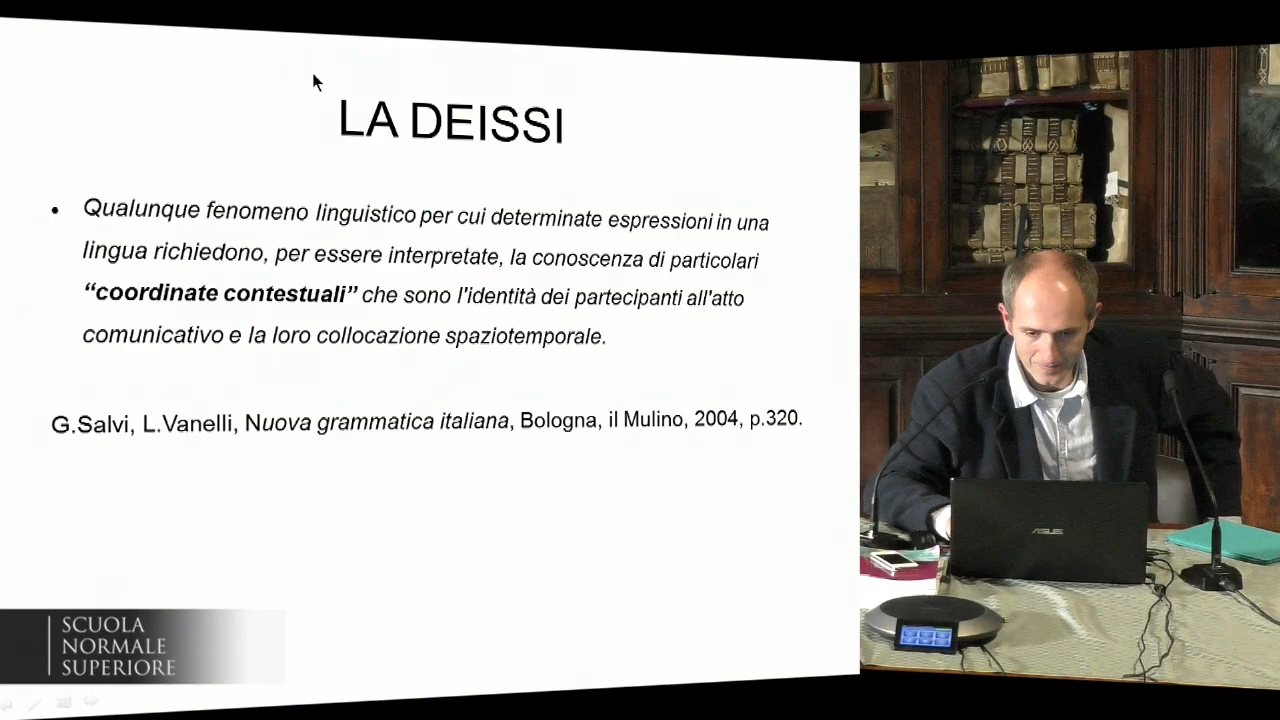 LA DEISSI
• Qualunque fenomeno linguistico per cui determinate espressioni in una
lingua richiedono, per essere interpretate, la conoscenza di particolari
“coordinate contestuali” che sono l'identità dei partecipanti all'atto
comunicativo e la loro collocazione spaziotemporale.
G.Salvi, L.Vanelli, Nuova grammatica italiana, Bologna, il Mulino, 2004, p.320.
SCUOLA
NORMALE
SUPERIORE
ASUS